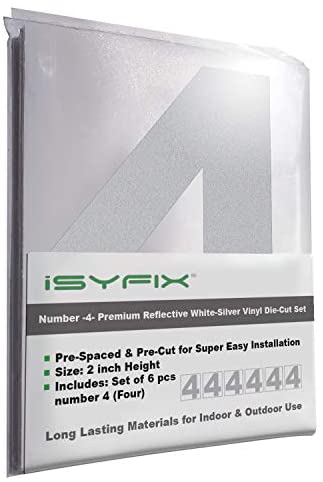 4
iSYFIX®
Number -4- Premium Reflective White-Silver Vinyl Die-Cut Set
Pre-Spaced & Pre-Cut for Super Easy Installation
Size: 2 inch Height
Includes: Set of 6 pcs
number 4 (Four)
444444
Long Lasting Materials for Indoor & Outdoor Use